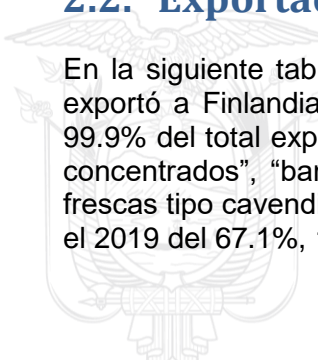 2.2. Exportac
En la siguiente tab
exportó a Finlandia
99.9% del total exp
concentrados”, “bar
frescas tipo cavend
el 2019 del 67.1%,